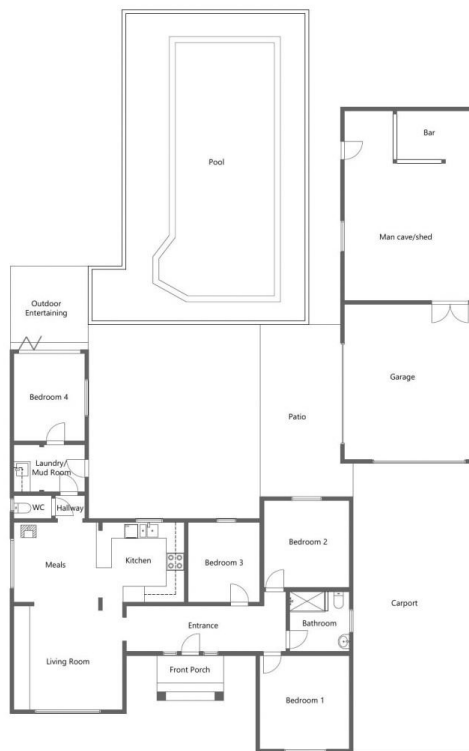 Pool
Bar
Man cave/shed
Outdoor
Entertaining
Garage
Bedroom 4
Patio
Laundry/
Mud Room
WC
Hallway
Meals
Kitchen
Bedroom 3
Bedroom 2
Carport
Entrance
Bathroom
Living Room
Front Porch
Bedroom 1